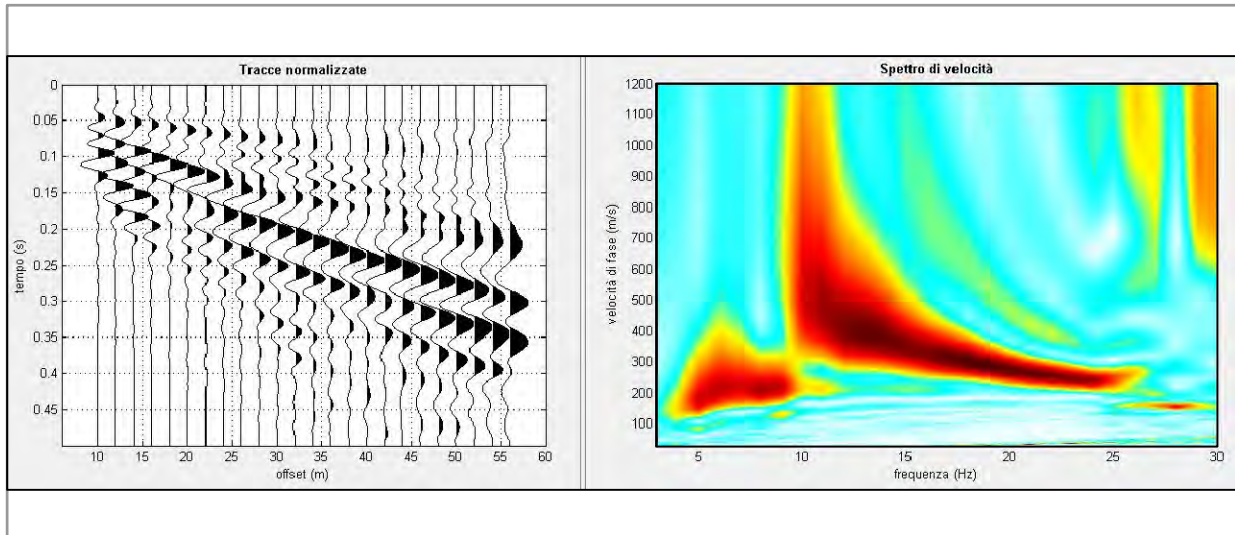 Tracce normalizzate
0
0.05
0.1
0.15
0.2
0.25
0.3
0.35
0.4
0.45
tempo (s)
10 15 20 25 30 35 40 45 50 55 60
offset (m)
Spettro di velocità
1200
1100
1000
900
800
700
600
500
400
300
200
100
velocità di fase (m/s)
5 10 15 20 25 30
frequenza (Hz)